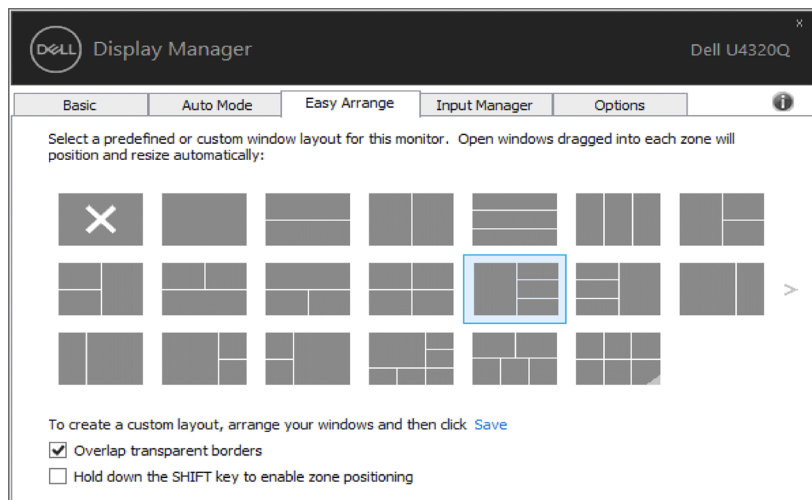 x
DELL
Display Manager
Dell U4320Q
Basic
Auto Mode
Easy Arrange
Input Manager
Options
i
Select a predefined or custom window layout for this monitor. Open windows dragged into each zone will
position and resize automatically:
>
To create a custom layout, arrange your windows and then click Save
Overlap transparent borders
Hold down the SHIFT key to enable zone positioning